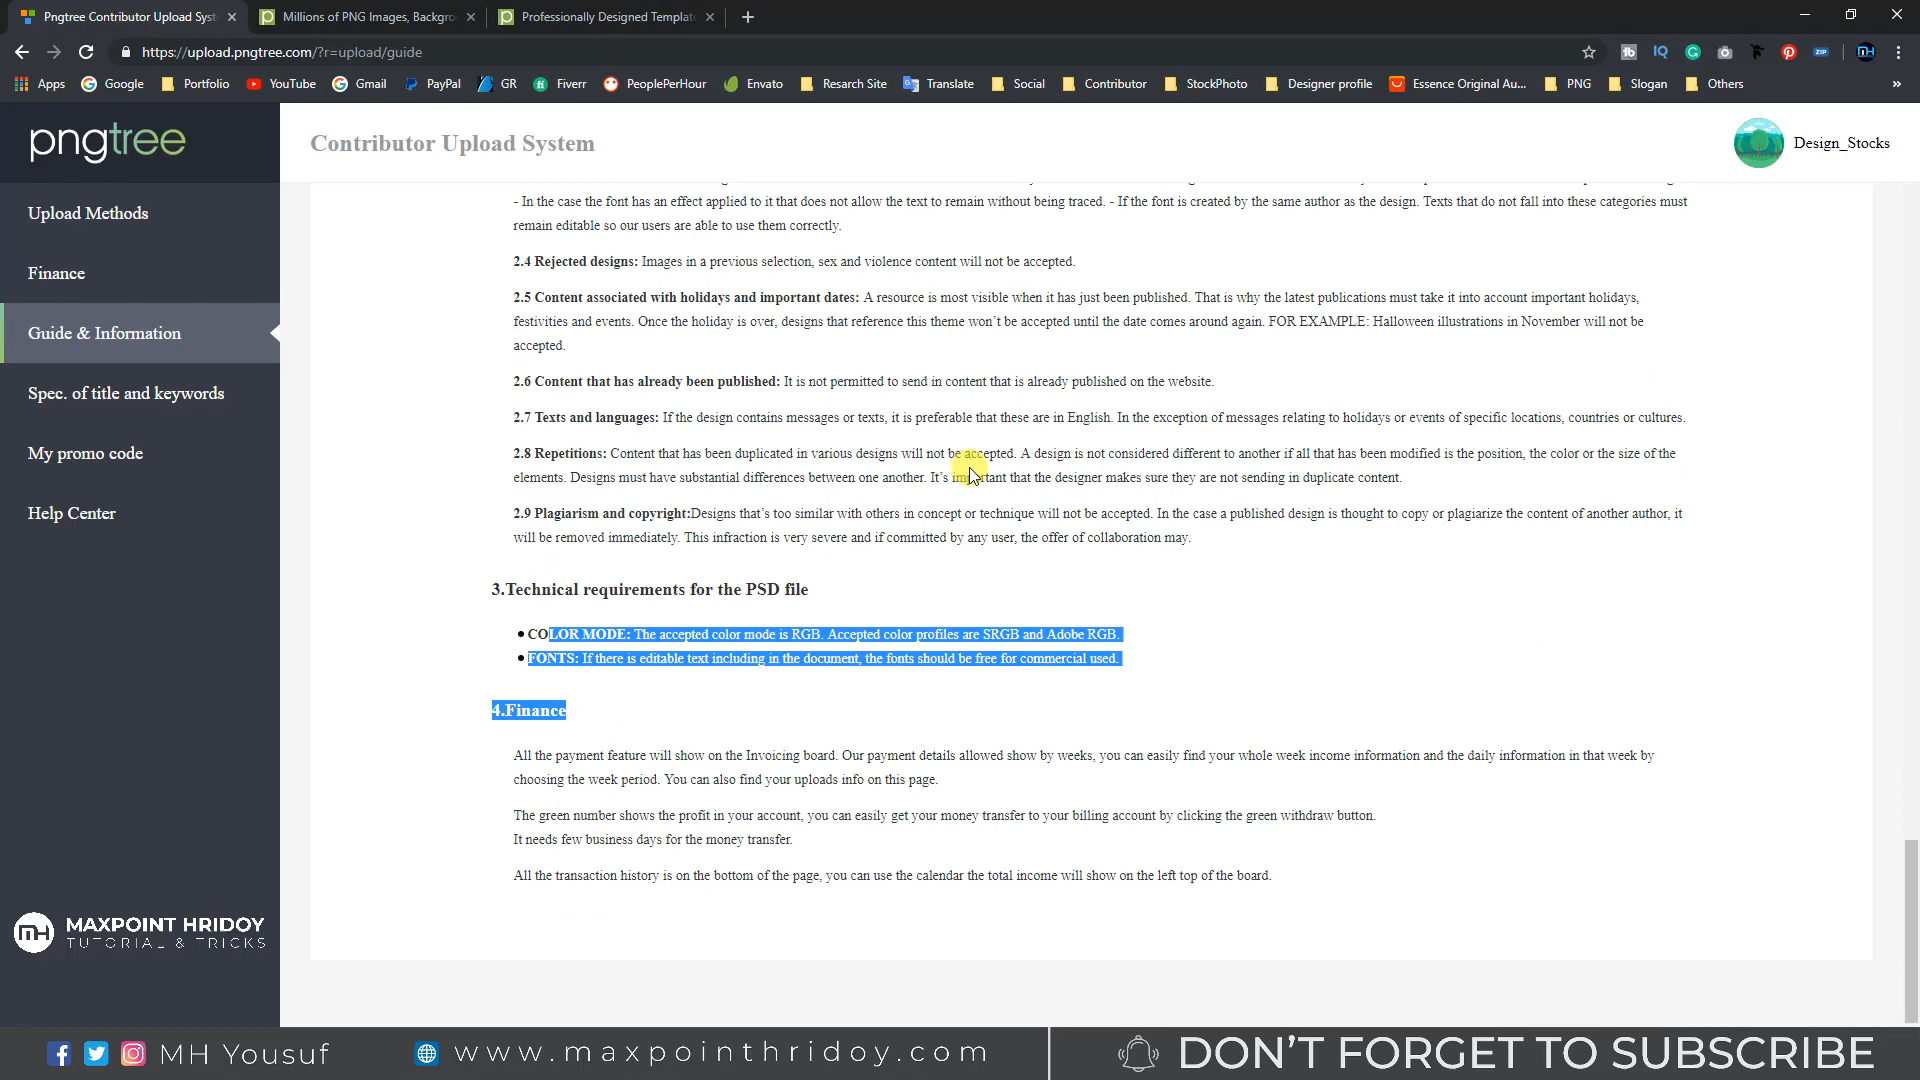 Pngtree Contributor Upload Syst
Millions of PNG Images, Backgro
Professionally Designed Templat
https://upload.pngtree.com/?r=upload/guide
Apps Google Portfolio YouTube Gmail PayPal GR Fiverr PeoplePerHour Envato Resarch Site Translate Social Contributor StockPhoto Designer profile Essence Original Au... PNG Slogan Others
pngtree
Contributor Upload System
Design_Stocks
Upload Methods
Finance
Guide & Information
Spec. of title and keywords
My promo code
Help Center
- In the case the font has an effect applied to it that does not allow the text to remain without being traced. - If the font is created by the same author as the design. Texts that do not fall into these categories must
remain editable so our users are able to use them correctly.
2.4 Rejected designs: Images in a previous selection, sex and violence content will not be accepted.
2.5 Content associated with holidays and important dates: A resource is most visible when it has just been published. That is why the latest publications must take it into account important holidays,
festivities and events. Once the holiday is over, designs that reference this theme won't be accepted until the date comes around again. FOR EXAMPLE: Halloween illustrations in November will not be
accepted.
2.6 Content that has already been published: It is not permitted to send in content that is already published on the website.
2.7 Texts and languages: If the design contains messages or texts, it is preferable that these are in English. In the exception of messages relating to holidays or events of specific locations, countries or cultures.
2.8 Repetitions: Content that has been duplicated in various designs will not be accepted. A design is not considered different to another if all that has been modified is the position, the color or the size of the
elements. Designs must have substantial differences between one another. It's important that the designer makes sure they are not sending in duplicate content.
2.9 Plagiarism and copyright:Designs that's too similar with others in concept or technique will not be accepted. In the case a published design is thought to copy or plagiarize the content of another author, it
will be removed immediately. This infraction is very severe and if committed by any user, the offer of collaboration may.
3.Technical requirements for the PSD file
• COLOR MODE: The accepted color mode is RGB. Accepted color profiles are SRGB and Adobe RGB.
• FONTS: If there is editable text including in the document, the fonts should be free for commercial used.
4.Finance
All the payment feature will show on the Invoicing board. Our payment details allowed show by weeks, you can easily find your whole week income information and the daily information in that week by
choosing the week period. You can also find your uploads info on this page.
The green number shows the profit in your account, you can easily get your money transfer to your billing account by clicking the green withdraw button.
It needs few business days for the money transfer.
All the transaction history is on the bottom of the page, you can use the calendar the total income will show on the left top of the board.
MAXPOINT HRIDOY
TUTORIAL & TRICKS
MH Yousuf
www.maxpointhridoy.com
DON'T FORGET TO SUBSCRIBE